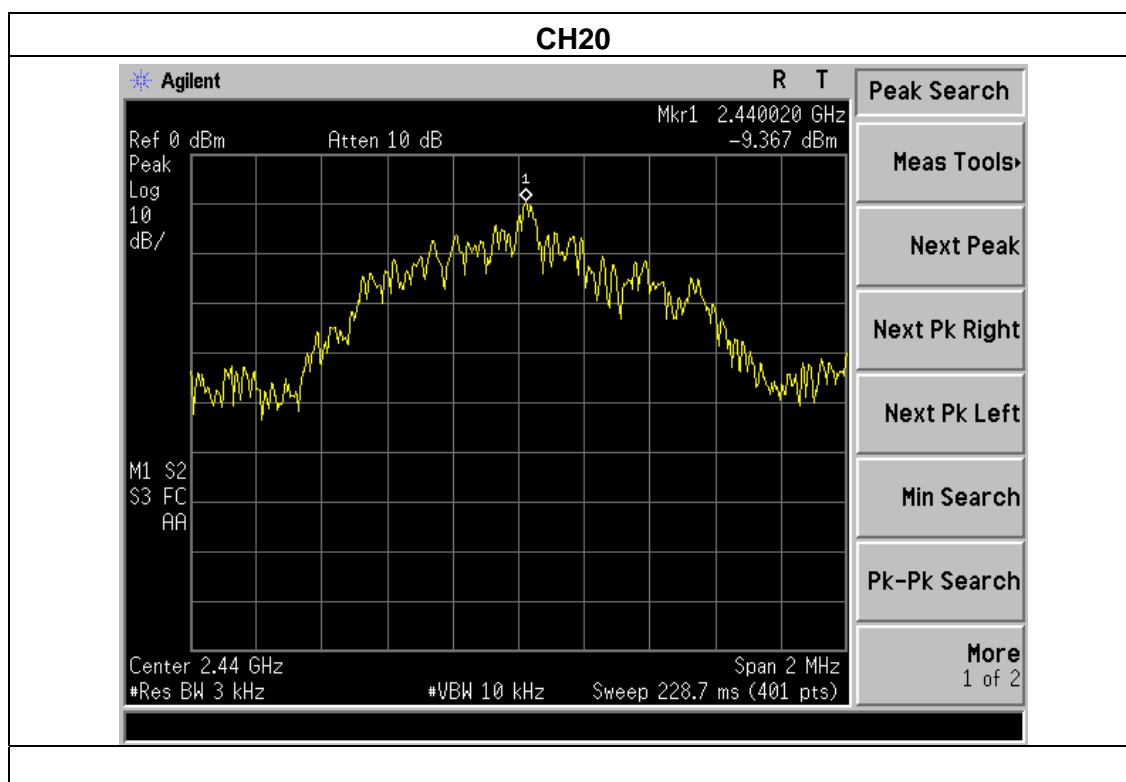 CH20
Agilent R T
Mkr1 2.440020 GHz
Ref 0 dBm Atten 10 dB -9.367 dBm
Peak
Log
10
dB/
1
M1 S2
S3 FC
AA
Center 2.44 GHz Span 2 MHz
#Res BW 3 kHz #VBW 10 kHz Sweep 228.7 ms (401 pts)
Peak Search
Meas Tools
Next Peak
Next Pk Right
Next Pk Left
Min Search
Pk-Pk Search
More
1 of 2